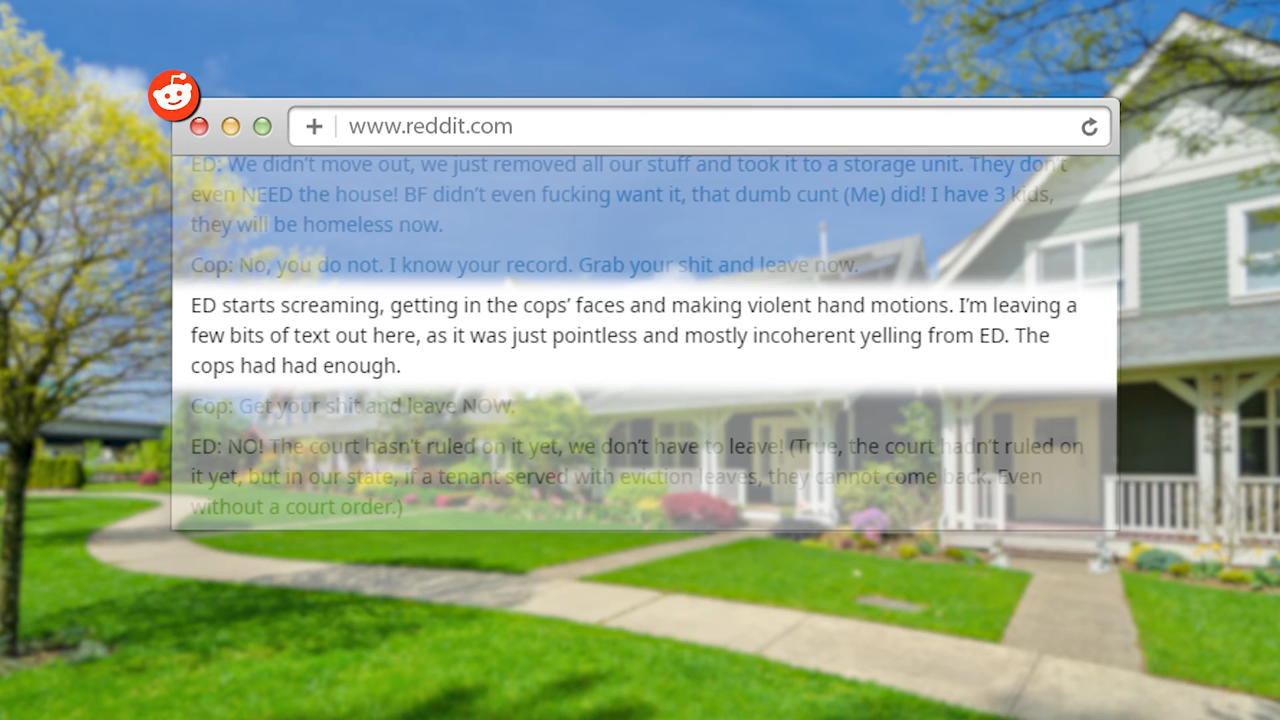 www.reddit.com
ED: We didn't move out, we just removed all our stuff and took it to a storage unit. They don't
even NEED the house! BF didn't even fucking want it, that dumb cunt (Me) did! I have 3 kids,
they will be homeless now.
Cop: No, you do not. I know your record. Grab your shit and leave now.
ED starts screaming, getting in the cops’ faces and making violent hand motions. I’m leaving a
few bits of text out here, as it was just pointless and mostly incoherent yelling from ED. The
cops had had enough.
Cop: Get your shit and leave NOW.
ED: NO! The court hasn't ruled on it yet, we don't have to leave! (True, the court hadn't ruled on
it yet, but in our state, if a tenant served with eviction leaves, they cannot come back. Even
without a court order.)